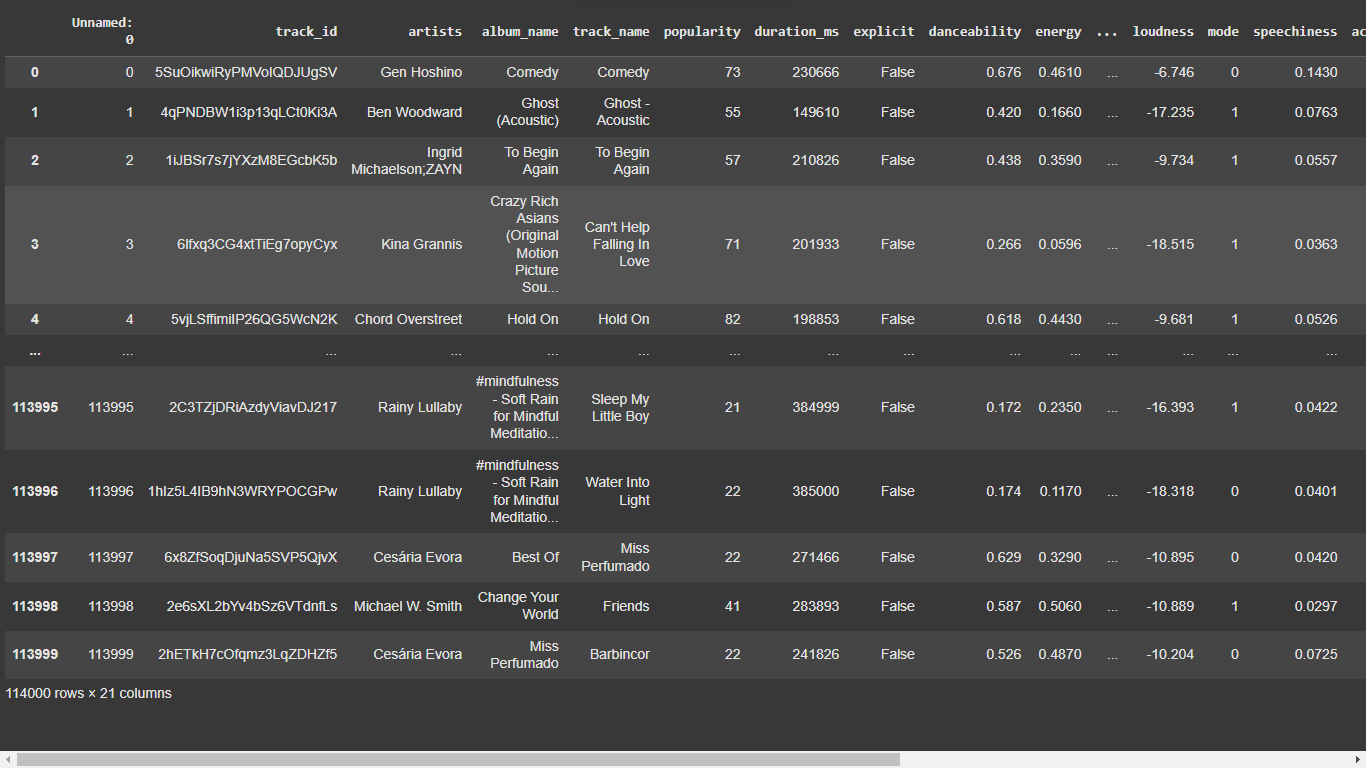 Unnamed: 0 track_id artists album_name track_name popularity duration_ms explicit danceability energy ... loudness mode speechiness ac
0 0 5SuOikwiRyPMVoIQDJUgSV Gen Hoshino Comedy Comedy 73 230666 False 0.676 0.4610 ... -6.746 0 0.1430
1 1 4qPNDBW1i3p13qLCt0Ki3A Ben Woodward Ghost (Acoustic) Ghost - Acoustic 55 149610 False 0.420 0.1660 ... -17.235 1 0.0763
2 2 1iJBSr7s7jYXzM8EGcbK5b Ingrid Michaelson;ZAYN To Begin Again To Begin Again 57 210826 False 0.438 0.3590 ... -9.734 1 0.0557
3 3 6lfxq3CG4xtTiEg7opyCyx Kina Grannis Crazy Rich Asians (Original Motion Picture Sou... Can't Help Falling In Love 71 201933 False 0.266 0.0596 ... -18.515 1 0.0363
4 4 5vjLSffimiIP26QG5WcN2K Chord Overstreet Hold On Hold On 82 198853 False 0.618 0.4430 ... -9.681 1 0.0526
... ... ... ... ... ... ... ... ... ... ... ... ... ... ...
113995 113995 2C3TZjDRiAzdyViavDJ217 Rainy Lullaby #mindfulness - Soft Rain for Mindful Meditatio... Sleep My Little Boy 21 384999 False 0.172 0.2350 ... -16.393 1 0.0422
113996 113996 1hIz5L4IB9hN3WRYPOCGPw Rainy Lullaby #mindfulness - Soft Rain for Mindful Meditatio... Water Into Light 22 385000 False 0.174 0.1170 ... -18.318 0 0.0401
113997 113997 6x8ZfSoqDjuNa5SVP5QjvX Cesária Evora Best Of Miss Perfumado 22 271466 False 0.629 0.3290 ... -10.895 0 0.0420
113998 113998 2e6sXL2bYv4bSz6VTdnfLs Michael W. Smith Change Your World Friends 41 283893 False 0.587 0.5060 ... -10.889 1 0.0297
113999 113999 2hETkH7cOfqmz3LqZDHZf5 Cesária Evora Miss Perfumado Barbincor 22 241826 False 0.526 0.4870 ... -10.204 0 0.0725
114000 rows × 21 columns